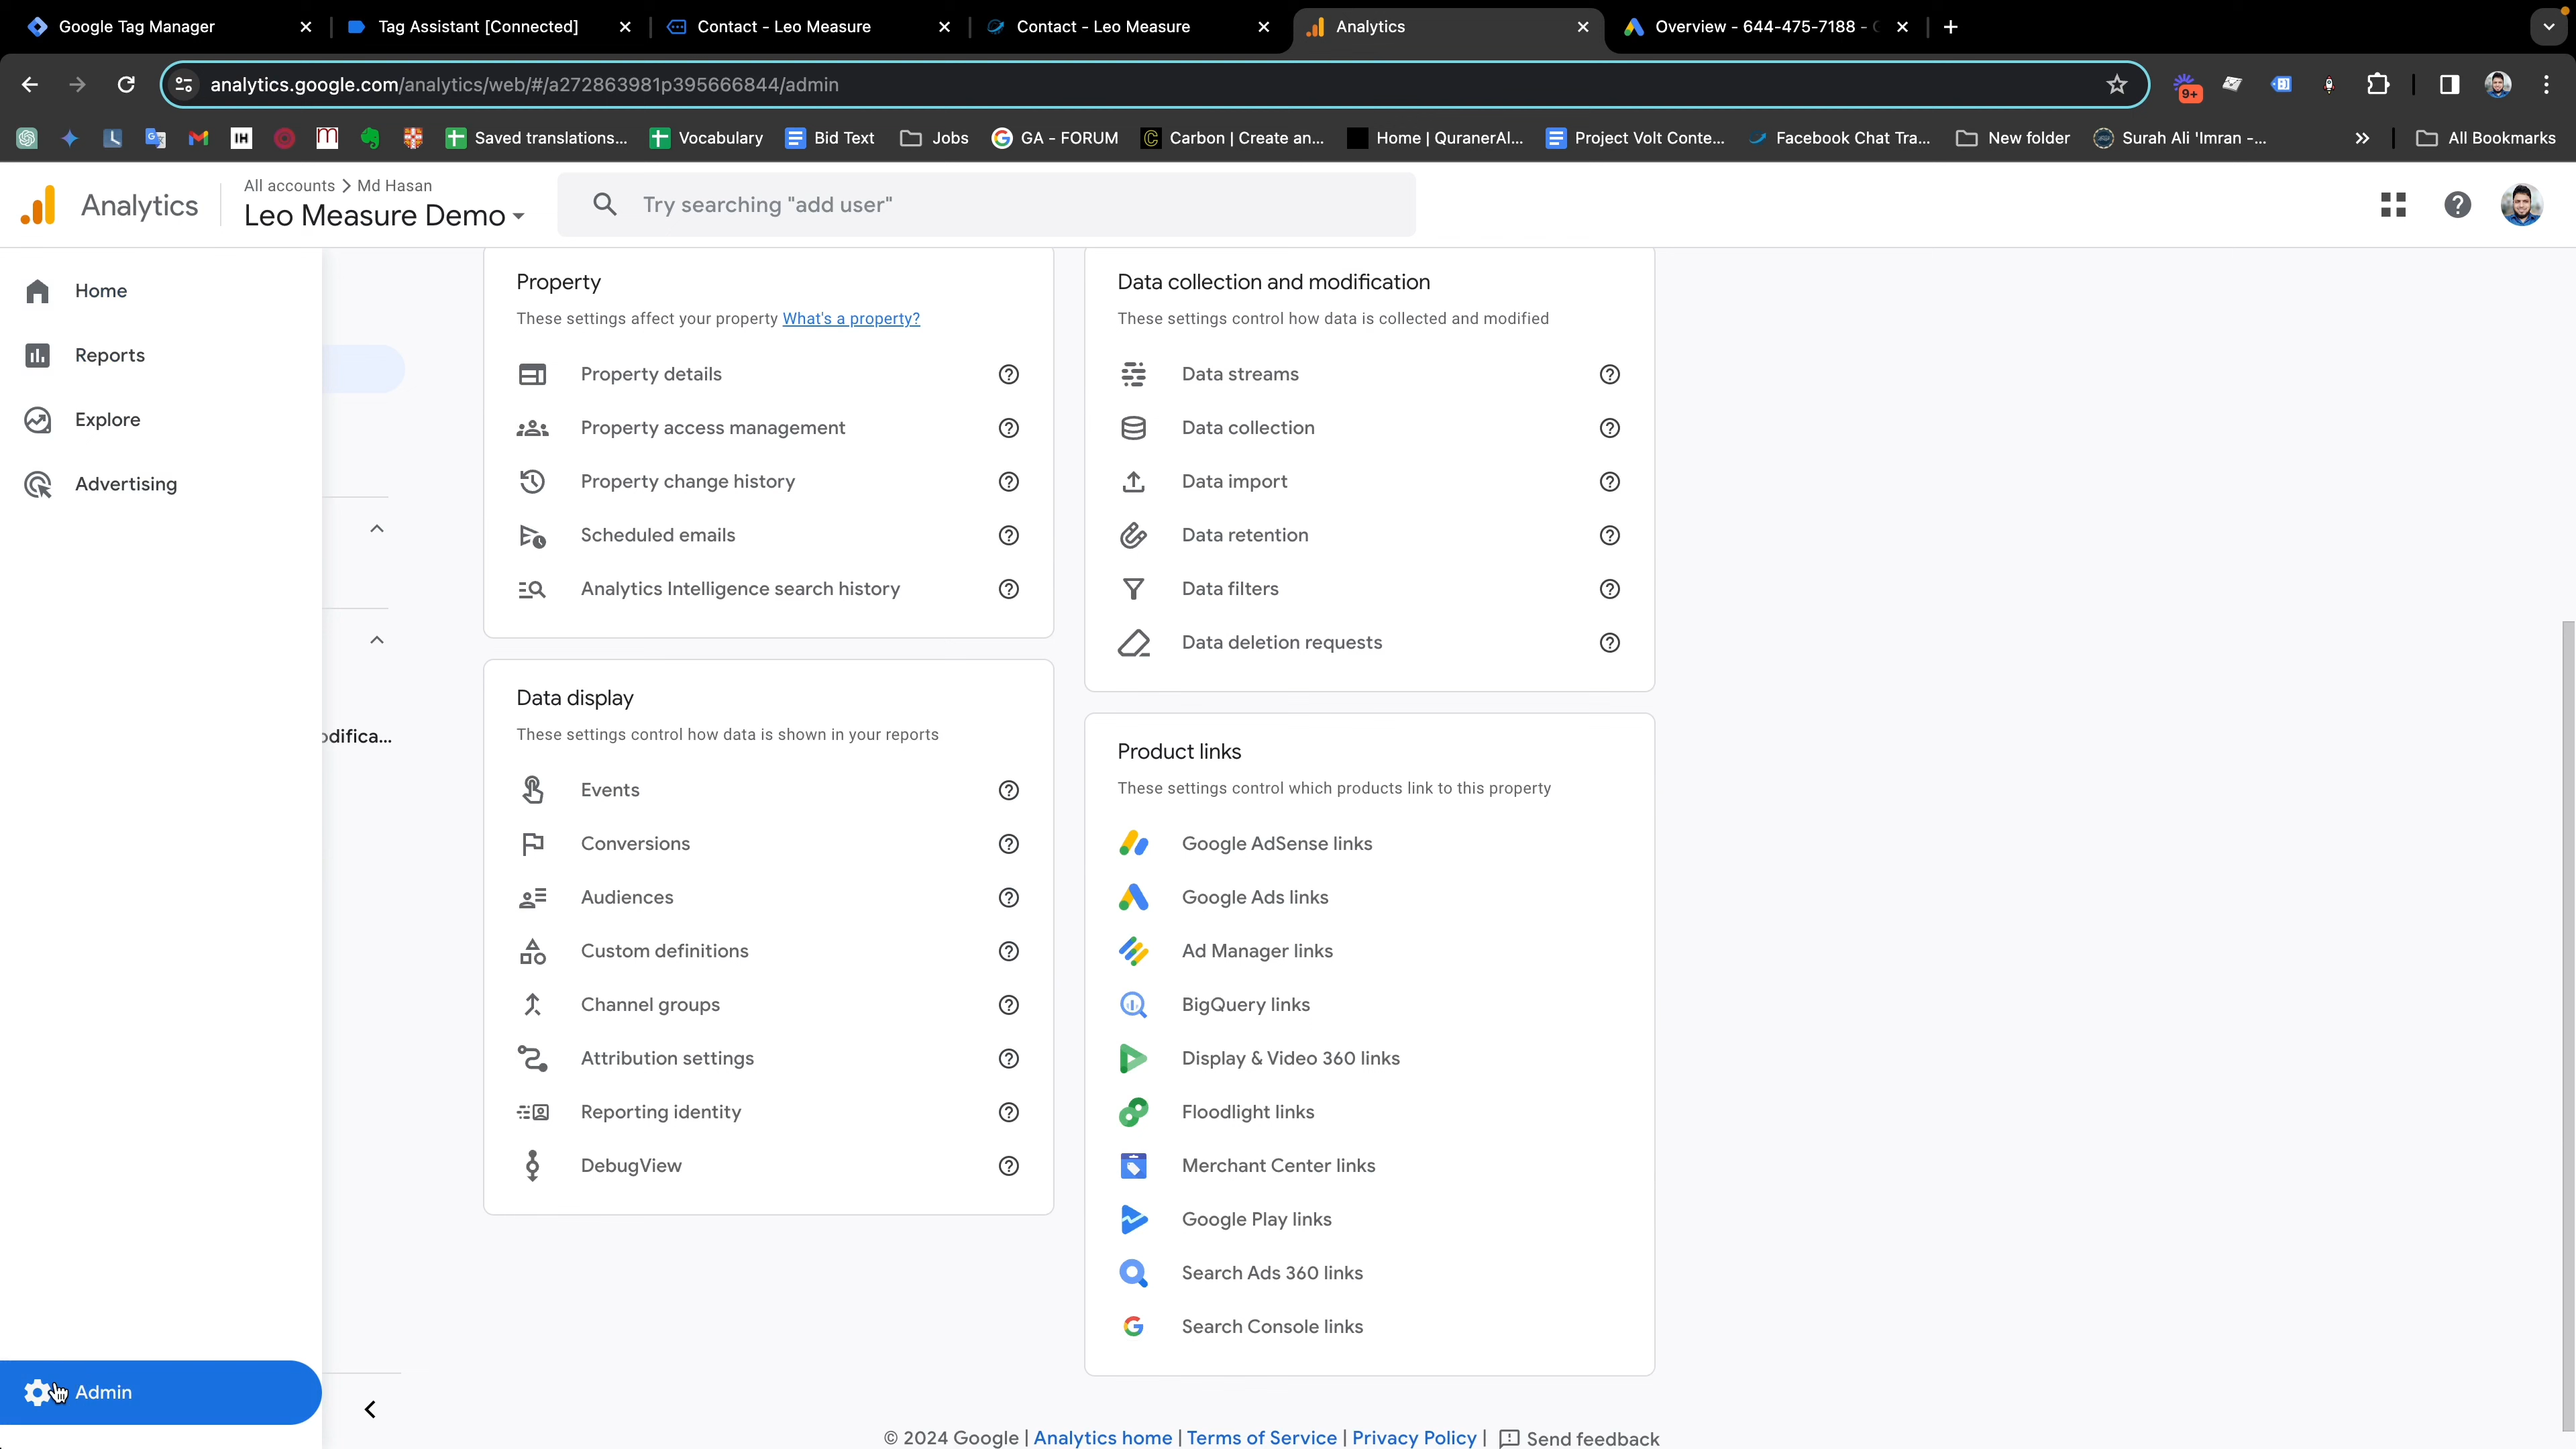 Google Tag Manager
Tag Assistant [Connected]
Contact - Leo Measure
Contact - Leo Measure
Analytics
Overview - 644-475-7188 -
analytics.google.com/analytics/web/#/a272863981p395666844/admin
9+
IH
Saved translations...
Vocabulary
Bid Text
Jobs
GA - FORUM
Carbon | Create an...
Home | QuranerAl...
Project Volt Conte...
Facebook Chat Tra...
New folder
Surah Ali 'Imran -...
All Bookmarks
Analytics
All accounts > Md Hasan
Leo Measure Demo
Try searching "add user"
Home
Reports
Explore
Advertising
odifica...
Admin
Property
These settings affect your property What's a property?
Property details
Property access management
Property change history
Scheduled emails
Analytics Intelligence search history
Data display
These settings control how data is shown in your reports
Events
Conversions
Audiences
Custom definitions
Channel groups
Attribution settings
Reporting identity
DebugView
Data collection and modification
These settings control how data is collected and modified
Data streams
Data collection
Data import
Data retention
Data filters
Data deletion requests
Product links
These settings control which products link to this property
Google AdSense links
Google Ads links
Ad Manager links
BigQuery links
Display & Video 360 links
Floodlight links
Merchant Center links
Google Play links
Search Ads 360 links
Search Console links
© 2024 Google | Analytics home | Terms of Service | Privacy Policy | Send feedback